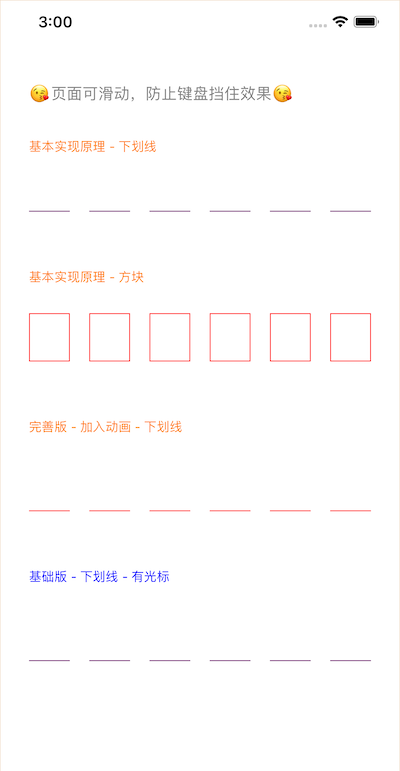 3:00
😘页面可滑动，防止键盘挡住效果😘
基本实现原理 - 下划线
基本实现原理 - 方块
完善版 - 加入动画 - 下划线
基础版 - 下划线 - 有光标